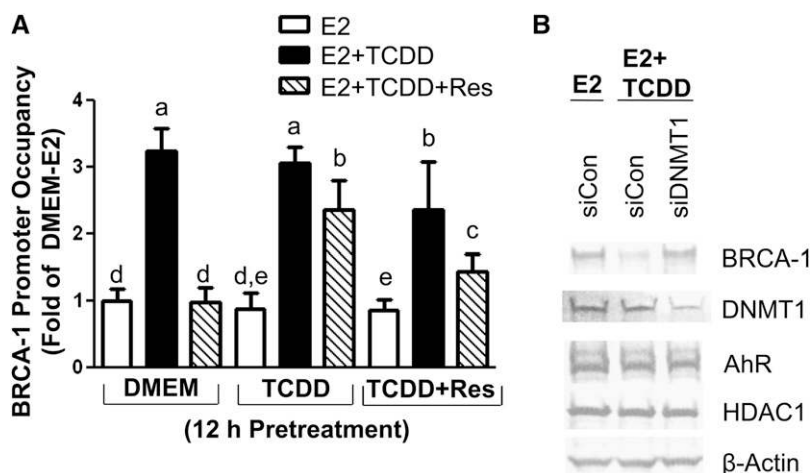 A
E2
E2+TCDD
E2+TCDD+Res
BRCA-1 Promoter Occupancy
(Fold of DMEM-E2)
4
3
2
1
0
d
a
d
d,e
a
b
e
b
c
DMEM
TCDD
TCDD+Res
(12 h Pretreatment)
B
E2
E2+
TCDD
siCon
siCon
siDNMT1
BRCA-1
DNMT1
AhR
HDAC1
β-Actin